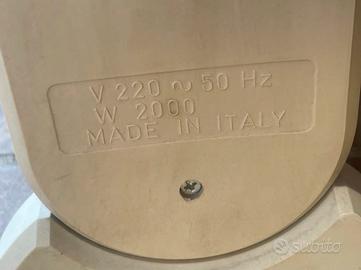 V 220 ~ 50 Hz
W 2000
MADE IN ITALY
subito